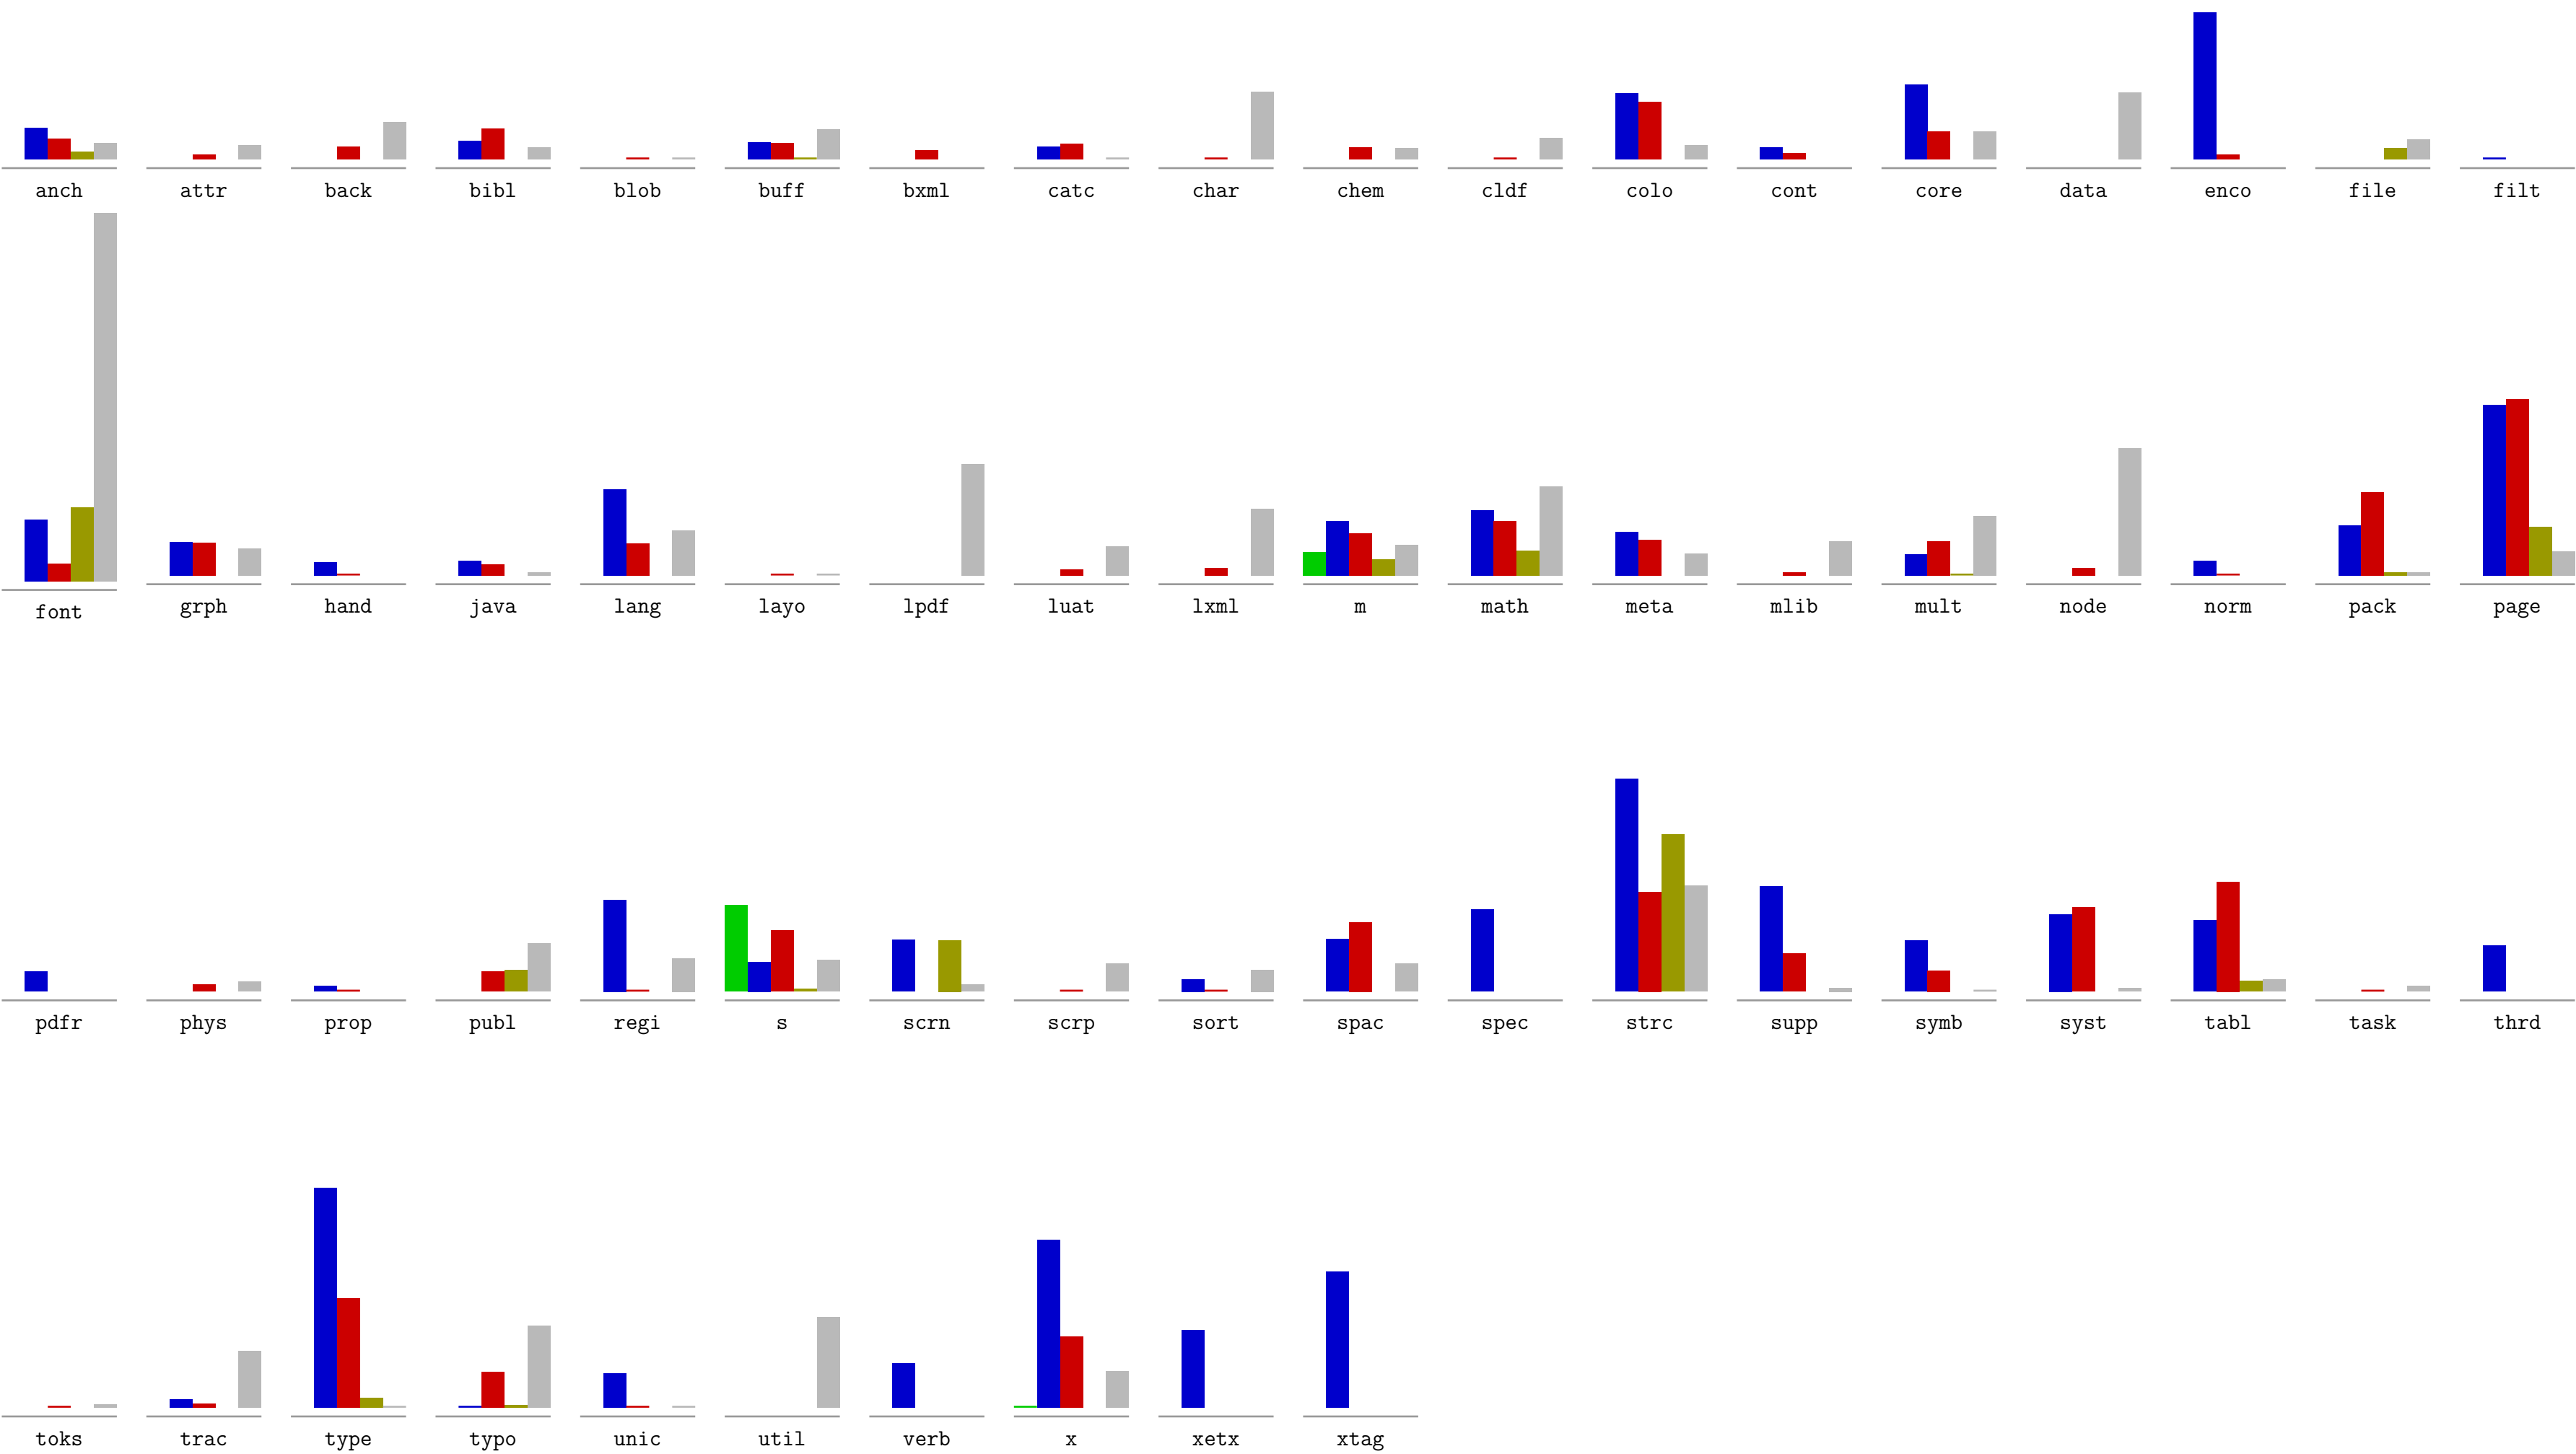 anch attr back bibl blob buff bxml catc char chem cldf colo cont core data enco file filt
font grph hand java lang layo lpdf luat lxml m math meta mlib mult node norm pack page
pdfr phys prop publ regi s scrn scrp sort spac spec strc supp symb syst tabl task thrd
toks trac type typo unic util verb x xetx xtag